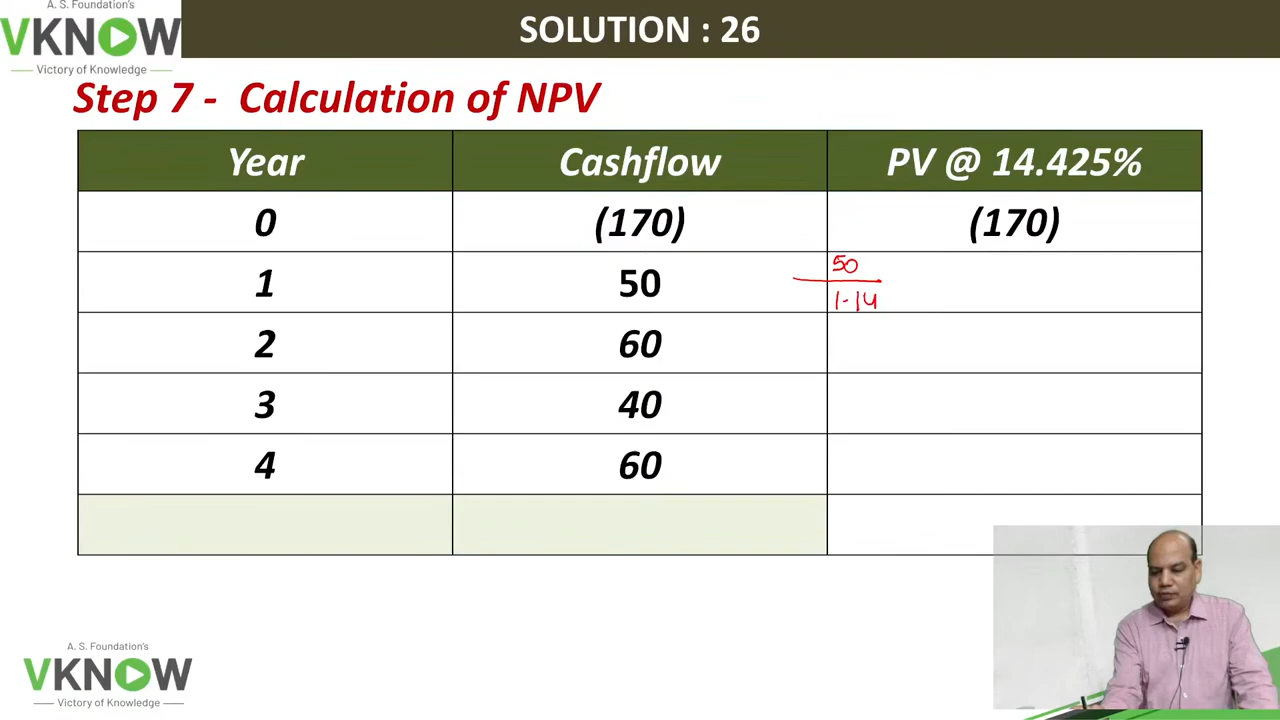 A. S. Foundation's
VKNOW
Victory of Knowledge
SOLUTION : 26
Step 7 - Calculation of NPV
Year Cashflow PV @ 14.425%
0 (170) (170)
1 50 50
1.14
2 60
3 40
4 60
A. S. Foundation's
VKNOW
Victory of Knowledge